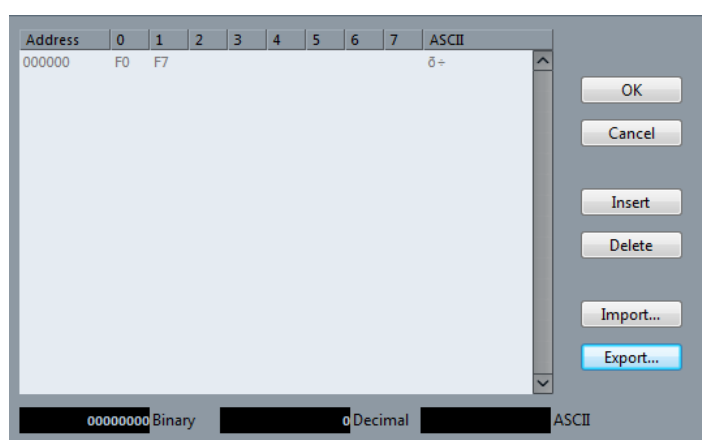 Address 0 1 2 3 4 5 6 7 ASCII
000000 F0 F7 ð÷
OK
Cancel
Insert
Delete
Import...
Export...
00000000 Binary 0 Decimal ASCII